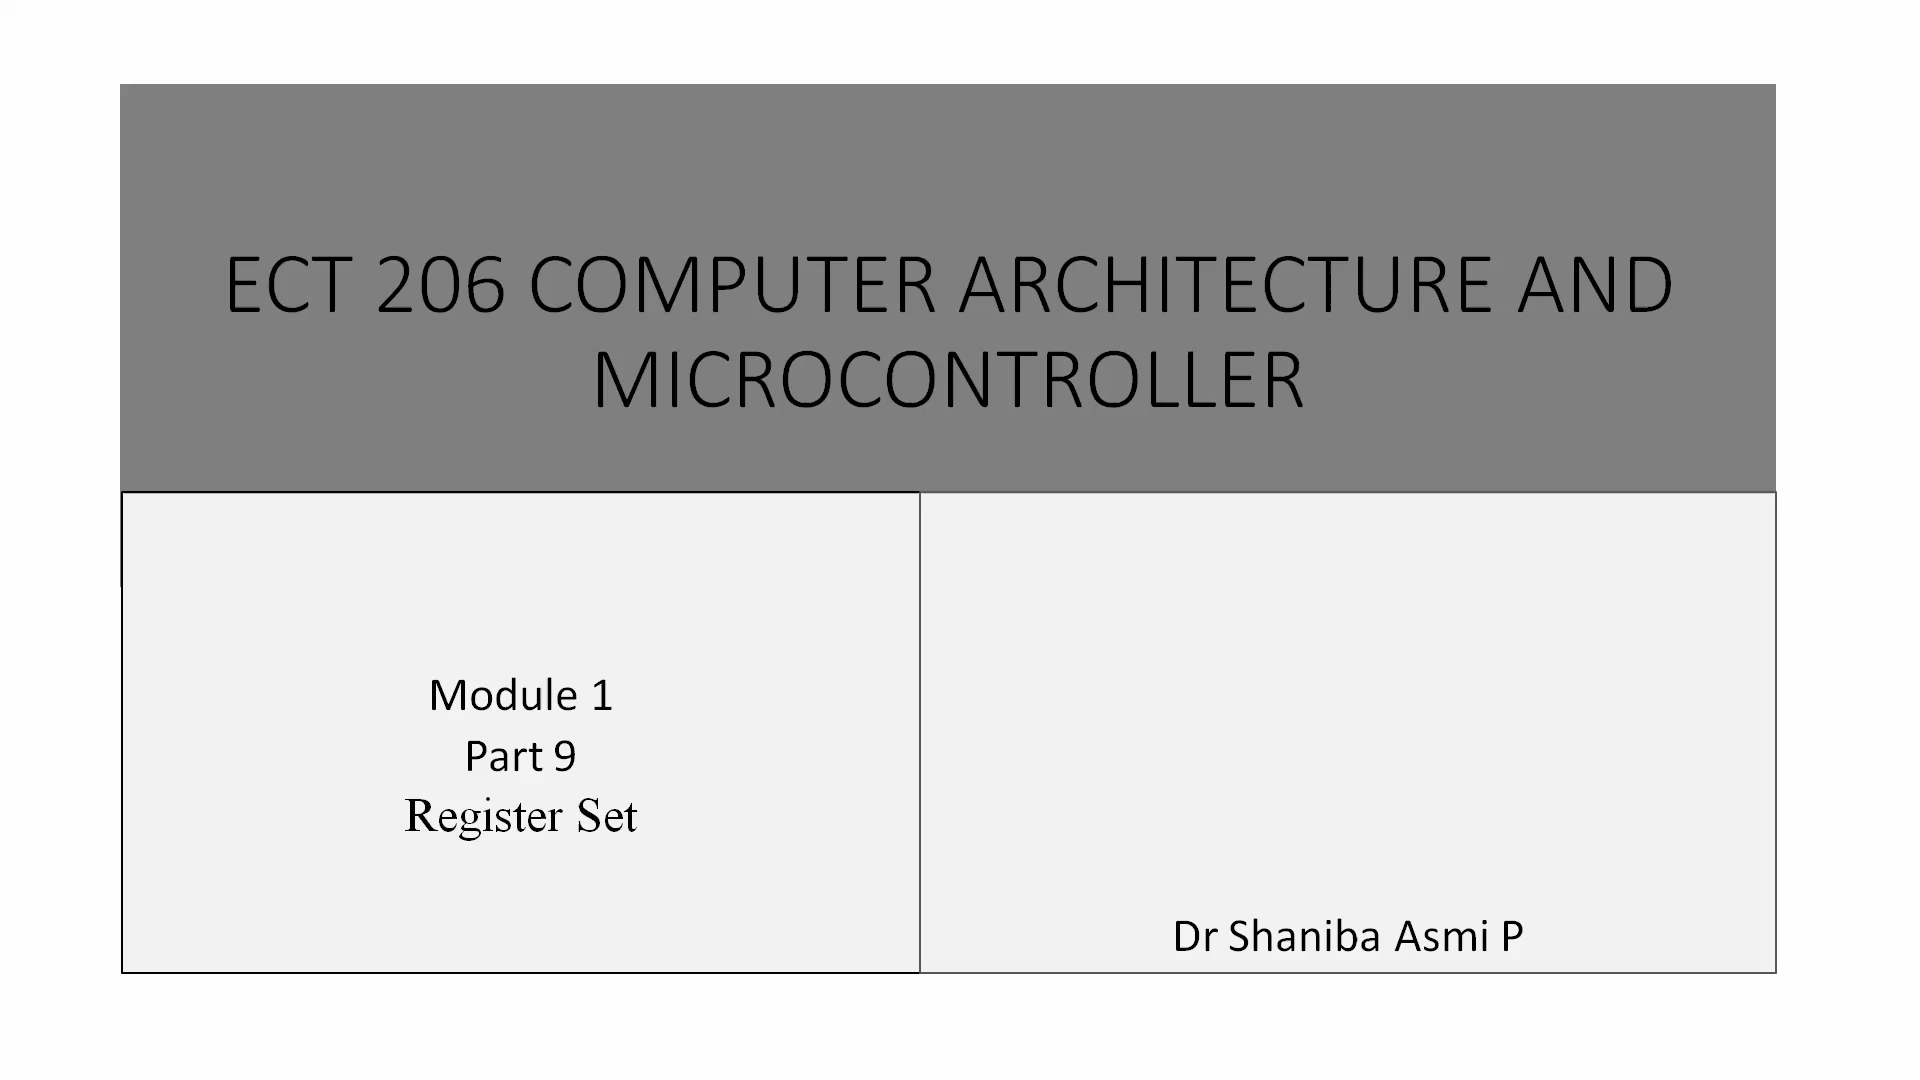 ECT 206 COMPUTER ARCHITECTURE AND
MICROCONTROLLER
Module 1
Part 9
Register Set
Dr Shaniba Asmi P